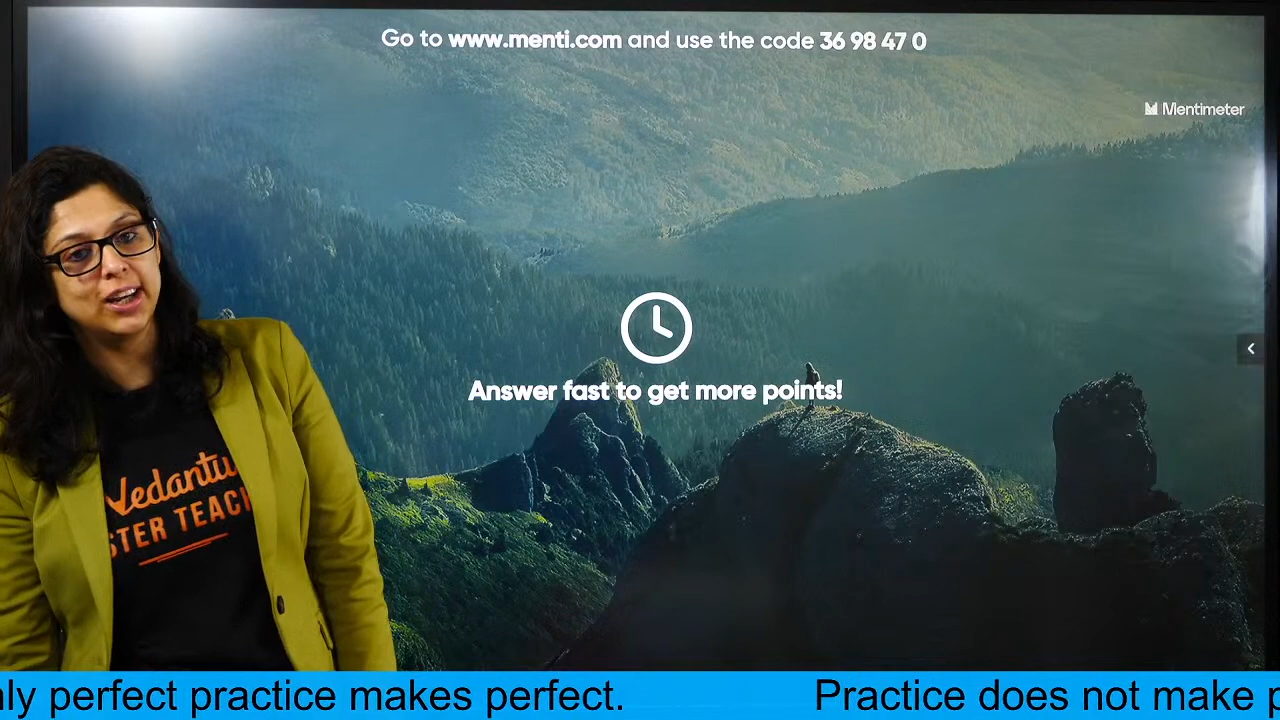 Go to www.menti.com and use the code 36 98 47 0
Mentimeter
Answer fast to get more points!
Vedantu
STER TEACH
nly perfect practice makes perfect. Practice does not make p